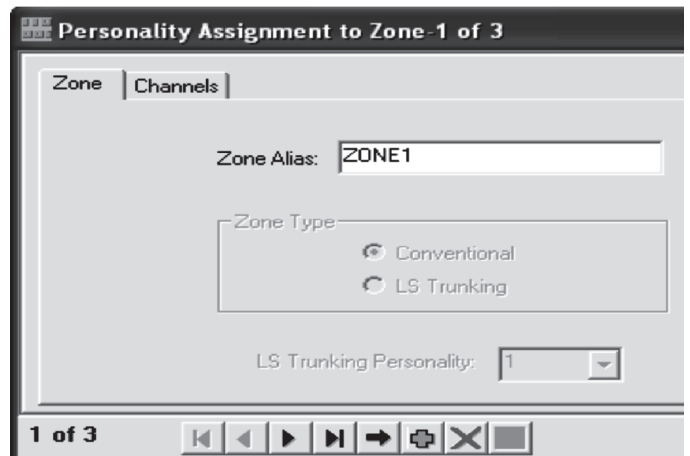 Personality Assignment to Zone-1 of 3
Zone Channels
Zone Alias: ZONE1
Zone Type
Conventional
LS Trunking
LS Trunking Personality: 1
1 of 3